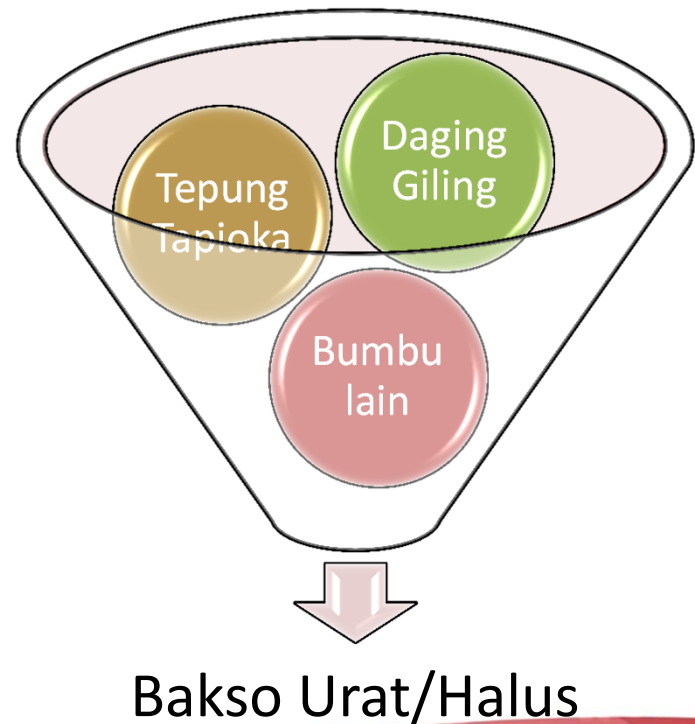 Daging
Giling
Tepung
Tapioka
Bumbu
lain
Bakso Urat/Halus